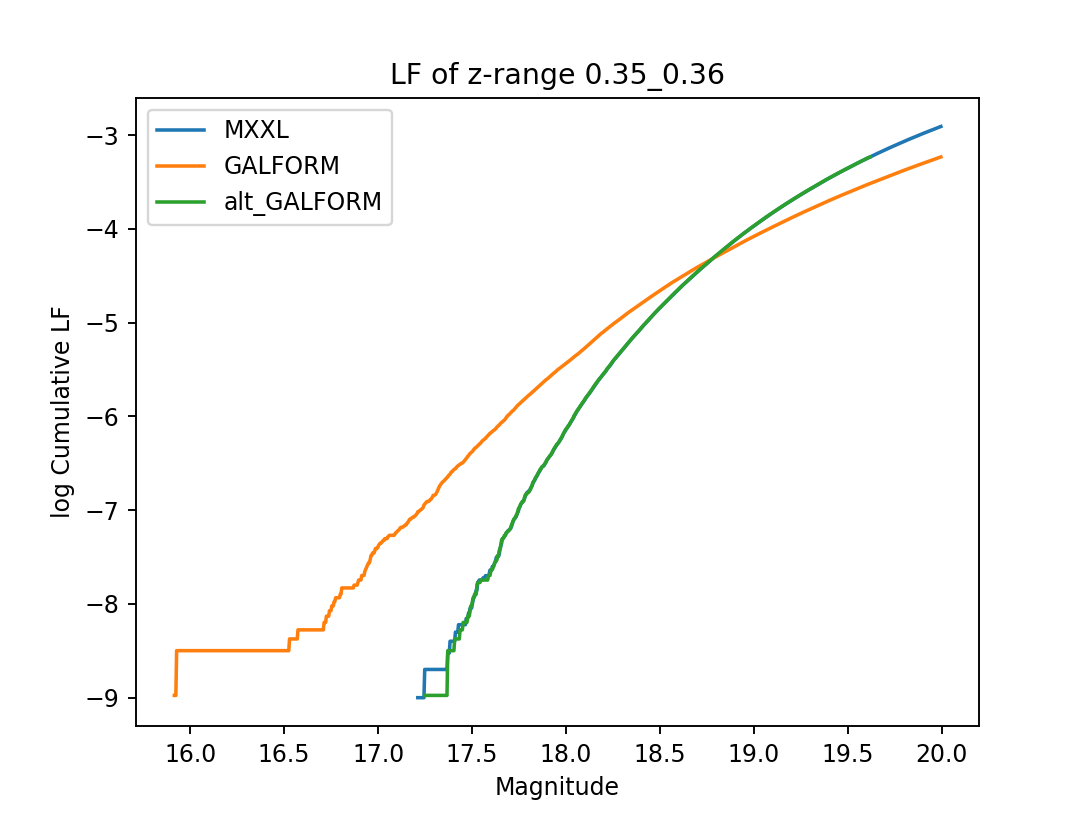 LF of z-range 0.35_0.36
MXXL
GALFORM
alt_GALFORM
log Cumulative LF
−3
−4
−5
−6
−7
−8
−9
16.0 16.5 17.0 17.5 18.0 18.5 19.0 19.5 20.0
Magnitude